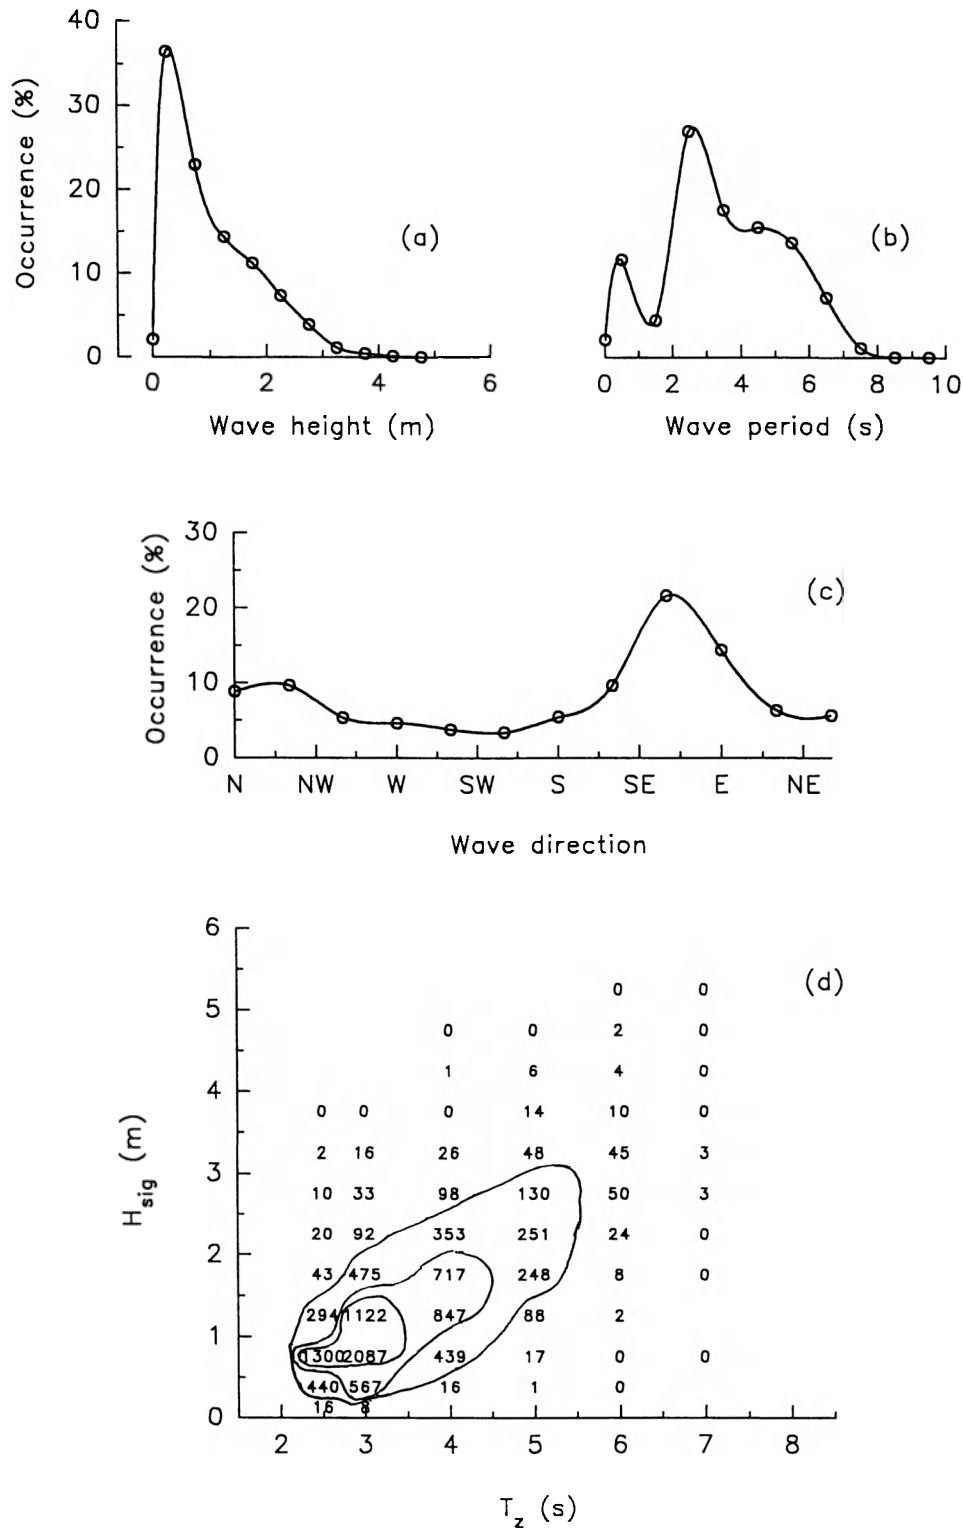 40
30
20
10
0
Occurrence (%)
0 2 4 6
Wave height (m)
(a)
0 2 4 6 8 10
Wave period (s)
(b)
30
20
10
0
Occurrence (%)
(c)
N NW W SW S SE E NE
Wave direction
6
5
4
3
2
1
0
H_sig (m)
(d)
0 0
0 0 2 0
1 6 4 0
0 0 0 14 10 0
2 16 26 48 45 3
10 33 98 130 50 3
20 92 353 251 24 0
43 475 717 248 8 0
294 1122 847 88 2
1300 2087 439 17 0 0
440 567 16 1 0
16 8
2 3 4 5 6 7 8
T_z (s)